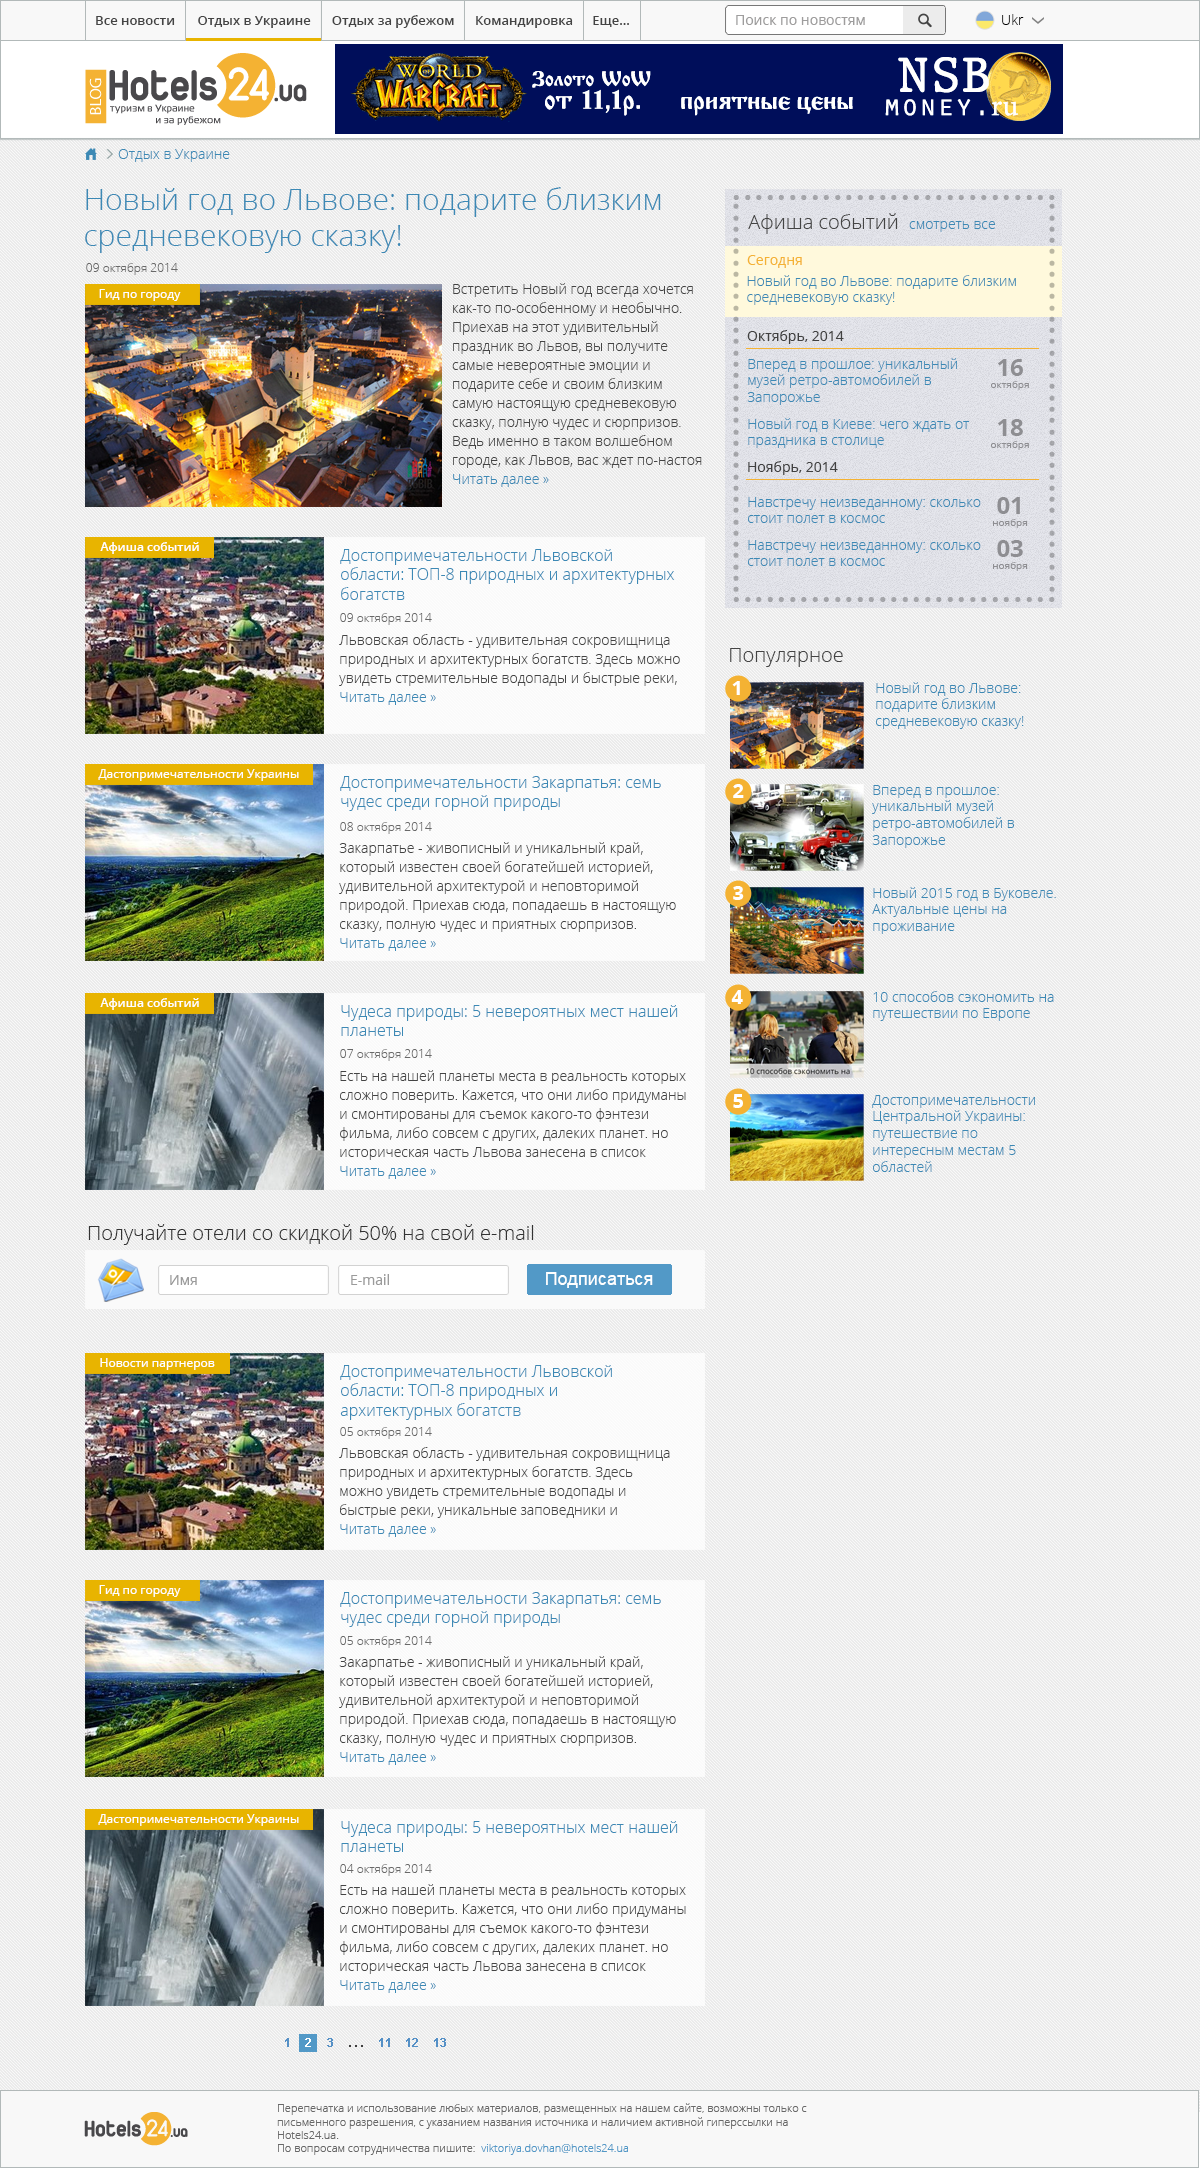 Все новости
Отдых в Украине
Отдых за рубежом
Командировка
Еще...
Поиск по новостям
Ukr
BLOG
Hotels24.ua
туризм в Украине
и за рубежом
WORLD
WARCRAFT
Золото WoW
от 11,1р.
приятные цены
NSB
MONEY.ru
Отдых в Украине
Новый год во Львове: подарите близким
средневековую сказку!
09 октября 2014
Гид по городу
Встретить Новый год всегда хочется
как-то по-особенному и необычно.
Приехав на этот удивительный
праздник во Львов, вы получите
самые невероятные эмоции и
подарите себе и своим близким
самую настоящую средневековую
сказку, полную чудес и сюрпризов.
Ведь именно в таком волшебном
городе, как Львов, вас ждет по-настоя
Читать далее »
Афиша событий
Достопримечательности Львовской
области: ТОП-8 природных и архитектурных
богатств
09 октября 2014
Львовская область - удивительная сокровищница
природных и архитектурных богатств. Здесь можно
увидеть стремительные водопады и быстрые реки,
Читать далее »
Дастопримечательности Украины
Достопримечательности Закарпатья: семь
чудес среди горной природы
08 октября 2014
Закарпатье - живописный и уникальный край,
который известен своей богатейшей историей,
удивительной архитектурой и неповторимой
природой. Приехав сюда, попадаешь в настоящую
сказку, полную чудес и приятных сюрпризов.
Читать далее »
Афиша событий
Чудеса природы: 5 невероятных мест нашей
планеты
07 октября 2014
Есть на нашей планеты места в реальность которых
сложно поверить. Кажется, что они либо придуманы
и смонтированы для съемок какого-то фэнтези
фильма, либо совсем с других, далеких планет. но
историческая часть Львова занесена в список
Читать далее »
Получайте отели со скидкой 50% на свой e-mail
%
Имя
E-mail
Подписаться
Новости партнеров
Достопримечательности Львовской
области: ТОП-8 природных и
архитектурных богатств
05 октября 2014
Львовская область - удивительная сокровищница
природных и архитектурных богатств. Здесь
можно увидеть стремительные водопады и
быстрые реки, уникальные заповедники и
Читать далее »
Гид по городу
Достопримечательности Закарпатья: семь
чудес среди горной природы
05 октября 2014
Закарпатье - живописный и уникальный край,
который известен своей богатейшей историей,
удивительной архитектурой и неповторимой
природой. Приехав сюда, попадаешь в настоящую
сказку, полную чудес и приятных сюрпризов.
Читать далее »
Дастопримечательности Украины
Чудеса природы: 5 невероятных мест нашей
планеты
04 октября 2014
Есть на нашей планеты места в реальность которых
сложно поверить. Кажется, что они либо придуманы
и смонтированы для съемок какого-то фэнтези
фильма, либо совсем с других, далеких планет. но
историческая часть Львова занесена в список
Читать далее »
1 2 3 ... 11 12 13
Афиша событий смотреть все
Сегодня
Новый год во Львове: подарите близким
средневековую сказку!
Октябрь, 2014
Вперед в прошлое: уникальный
музей ретро-автомобилей в
Запорожье
16
октября
Новый год в Киеве: чего ждать от
праздника в столице
18
октября
Ноябрь, 2014
Навстречу неизведанному: сколько
стоит полет в космос
01
ноября
Навстречу неизведанному: сколько
стоит полет в космос
03
ноября
Популярное
1
Новый год во Львове:
подарите близким
средневековую сказку!
2
Вперед в прошлое:
уникальный музей
ретро-автомобилей в
Запорожье
3
Новый 2015 год в Буковеле.
Актуальные цены на
проживание
4
10 способов сэкономить на
10 способов сэкономить на
путешествии по Европе
5
Достопримечательности
Центральной Украины:
путешествие по
интересным местам 5
областей
Hotels24.ua
Перепечатка и использование любых материалов, размещенных на нашем сайте, возможны только с
письменного разрешения, с указанием названия источника и наличием активной гиперссылки на
Hotels24.ua.
По вопросам сотрудничества пишите: viktoriya.dovhan@hotels24.ua